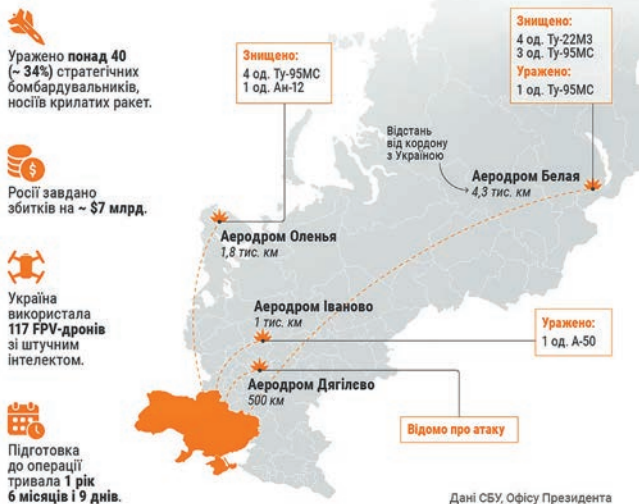 Уражено понад 40
(~ 34%) стратегічних
бомбардувальників,
носіїв крилатих ракет.
Росії завдано
збитків на ~ $7 млрд.
Україна
використала
117 FPV-дронів
зі штучним
інтелектом.
Підготовка
до операції
тривала 1 рік
6 місяців і 9 днів.
Знищено:
4 од. Ту-95МС
1 од. Ан-12
Знищено:
4 од. Ту-22М3
3 од. Ту-95МС
Уражено:
1 од. Ту-95МС
Відстань
від кордону
з Україною
Аеродром Белая
4,3 тис. км
Аеродром Оленья
1,8 тис. км
Аеродром Іваново
1 тис. км
Уражено:
1 од. А-50
Аеродром Дягілєво
500 км
Відомо про атаку
Дані СБУ, Офісу Президента